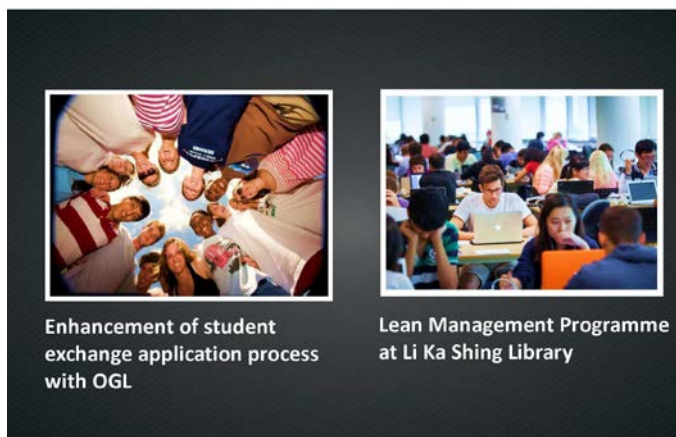 Enhancement of student
exchange application process
with OGL
Lean Management Programme
at Li Ka Shing Library